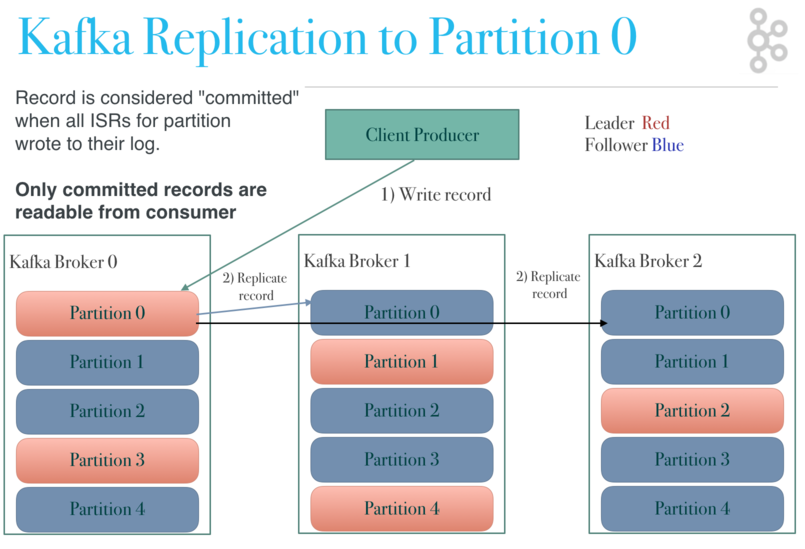 Kafka Replication to Partition 0
Record is considered "committed"
when all ISRs for partition
wrote to their log.
Only committed records are
readable from consumer
Client Producer
Leader Red
Follower Blue
1) Write record
Kafka Broker 0
Partition 0
Partition 1
Partition 2
Partition 3
Partition 4
2) Replicate
record
Kafka Broker 1
Partition 0
Partition 1
Partition 2
Partition 3
Partition 4
2) Replicate
record
Kafka Broker 2
Partition 0
Partition 1
Partition 2
Partition 3
Partition 4